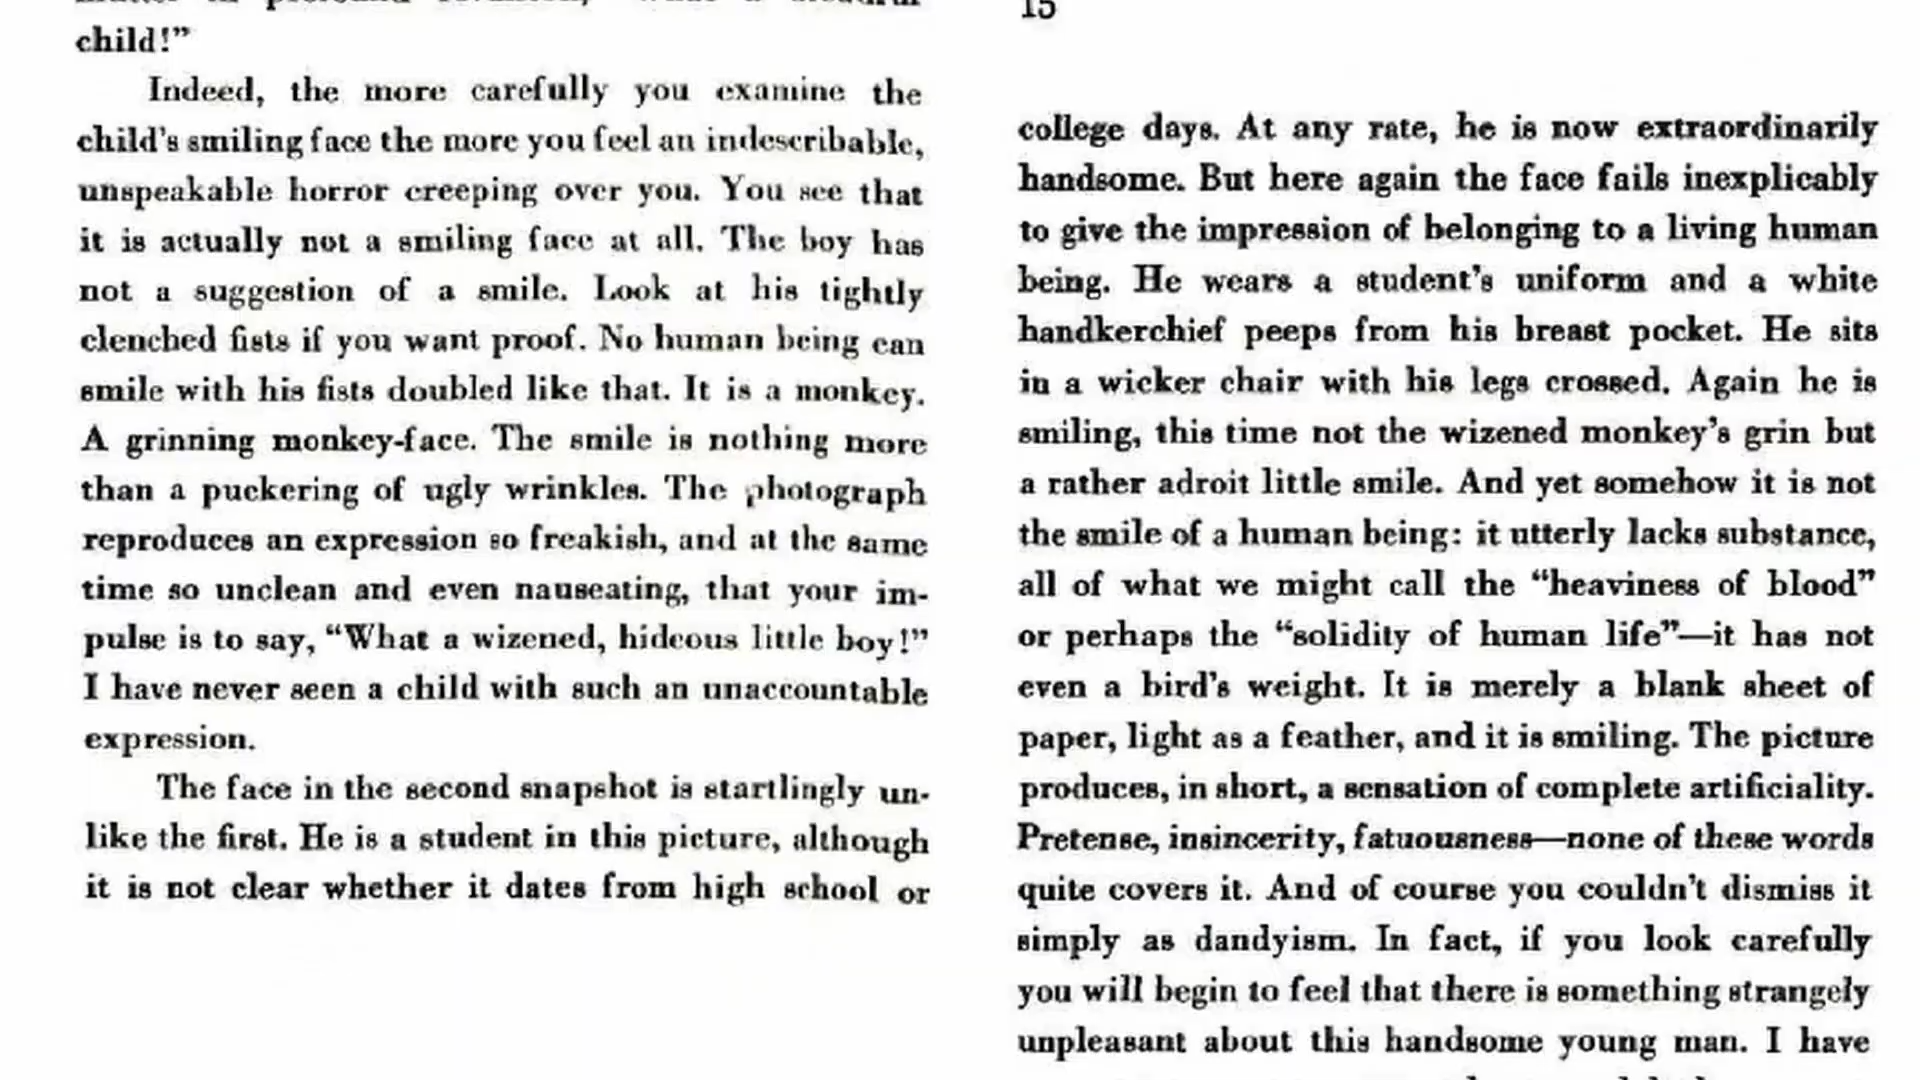 child!”
Indeed, the more carefully you examine the
child’s smiling face the more you feel an indescribable,
unspeakable horror creeping over you. You see that
it is actually not a smiling face at all. The boy has
not a suggestion of a smile. Look at his tightly
clenched fists if you want proof. No human being can
smile with his fists doubled like that. It is a monkey.
A grinning monkey-face. The smile is nothing more
than a puckering of ugly wrinkles. The photograph
reproduces an expression so freakish, and at the same
time so unclean and even nauseating, that your im-
pulse is to say, “What a wizened, hideous little boy!”
I have never seen a child with such an unaccountable
expression.
The face in the second snapshot is startlingly un-
like the first. He is a student in this picture, although
it is not clear whether it dates from high school or
15
college days. At any rate, he is now extraordinarily
handsome. But here again the face fails inexplicably
to give the impression of belonging to a living human
being. He wears a student’s uniform and a white
handkerchief peeps from his breast pocket. He sits
in a wicker chair with his legs crossed. Again he is
smiling, this time not the wizened monkey’s grin but
a rather adroit little smile. And yet somehow it is not
the smile of a human being: it utterly lacks substance,
all of what we might call the “heaviness of blood”
or perhaps the “solidity of human life”—it has not
even a bird’s weight. It is merely a blank sheet of
paper, light as a feather, and it is smiling. The picture
produces, in short, a sensation of complete artificiality.
Pretense, insincerity, fatuousness—none of these words
quite covers it. And of course you couldn’t dismiss it
simply as dandyism. In fact, if you look carefully
you will begin to feel that there is something strangely
unpleasant about this handsome young man. I have